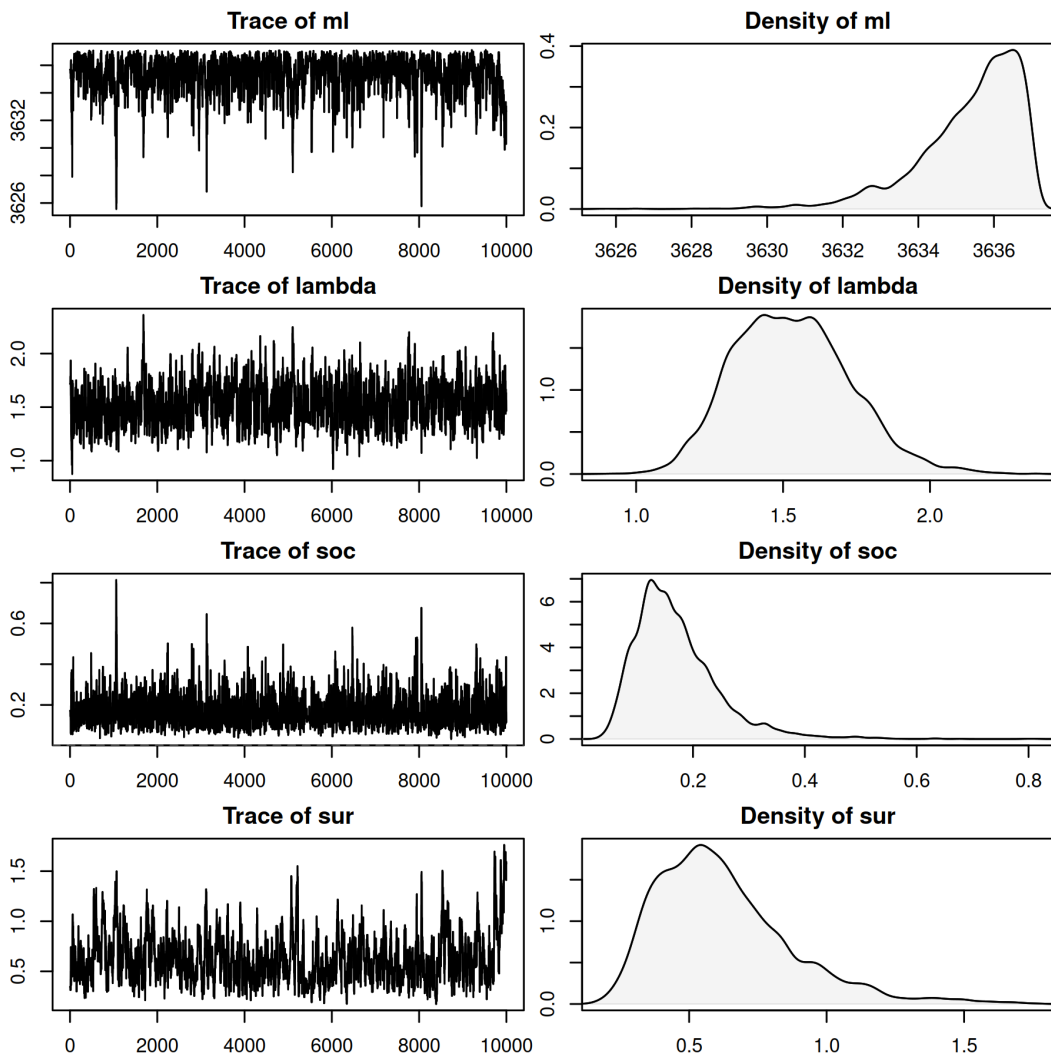 Trace of ml
Density of ml
3626 3632
0 2000 4000 6000 8000 10000
0.0 0.2 0.4
3626 3628 3630 3632 3634 3636
Trace of lambda
Density of lambda
1.0 1.5 2.0
0 2000 4000 6000 8000 10000
0.0 1.0
1.0 1.5 2.0
Trace of soc
Density of soc
0.2 0.6
0 2000 4000 6000 8000 10000
0 2 4 6
0.2 0.4 0.6 0.8
Trace of sur
Density of sur
0.5 1.0 1.5
0 2000 4000 6000 8000 10000
0.0 1.0
0.5 1.0 1.5